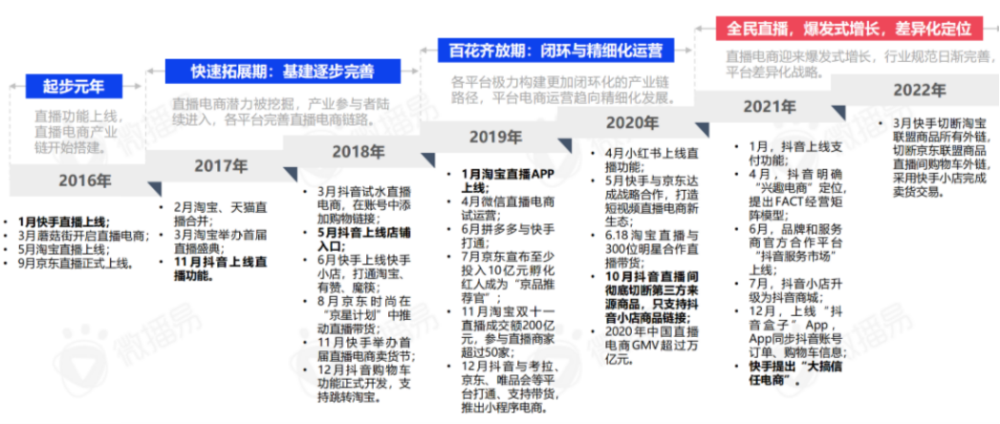 起步元年
直播功能上线，
直播电商产业
链开始搭建。
2016年
1月快手直播上线；
3月蘑菇街开启直播电商；
5月淘宝直播上线；
9月京东直播正式上线。
快速拓展期：基建逐步完善
直播电商潜力被挖掘，产业参与者陆
续进入，各平台完善直播电商链路。
2017年
2月淘宝、天猫直
播合并；
3月淘宝举办首届
直播盛典；
11月抖音上线直
播功能。
2018年
3月抖音试水直播
电商，在账号中添
加购物链接；
5月抖音上线店铺
入口；
6月快手上线快手
小店，打通淘宝、
有赞、魔筷；
8月京东时尚在
“京星计划”中推
动直播带货；
11月快手举办首
届直播电商卖货节；
12月抖音购物车
功能正式开发，支
持跳转淘宝。
百花齐放期：闭环与精细化运营
各平台极力构建更加闭环化的产业链
路径，平台电商运营趋向精细化发展。
2019年
1月淘宝直播APP
上线；
4月微信直播电商
试运营；
6月拼多多与快手
打通；
7月京东宣布至少
投入10亿元孵化
红人成为“京品推
荐官”；
11月淘宝双十一
直播成交额200亿
元，参与直播商家
超过50家；
12月抖音与考拉、
京东、唯品会等平
台打通、支持带货，
推出小程序电商。
2020年
4月小红书上线直
播功能；
5月快手与京东达
成战略合作，打造
短视频直播电商新
生态；
6.18淘宝直播与
300位明星合作直
播带货；
10月抖音直播间
彻底切断第三方来
源商品，只支持抖
音小店商品链接；
2020年中国直播
电商GMV超过万
亿元。
全民直播，爆发式增长，差异化定位
直播电商迎来爆发式增长，行业规范日渐完善，
平台差异化战略。
2021年
1月，抖音上线支
付功能；
4月，抖音明确
“兴趣电商”定位，
提出FACT经营矩
阵模型；
6月，品牌和服务
商官方合作平台
“抖音服务市场”
上线；
7月，抖音小店升
级为抖音商城；
12月，上线“抖
音盒子”App，
App同步抖音账号
订单、购物车信息；
快手提出“大搞信
任电商”。
2022年
3月快手切断淘宝
联盟商品所有外链，
切断京东联盟商品
直播间购物车外链，
采用快手小店完成
卖货交易。
微播易
微播易
微播易
微播易